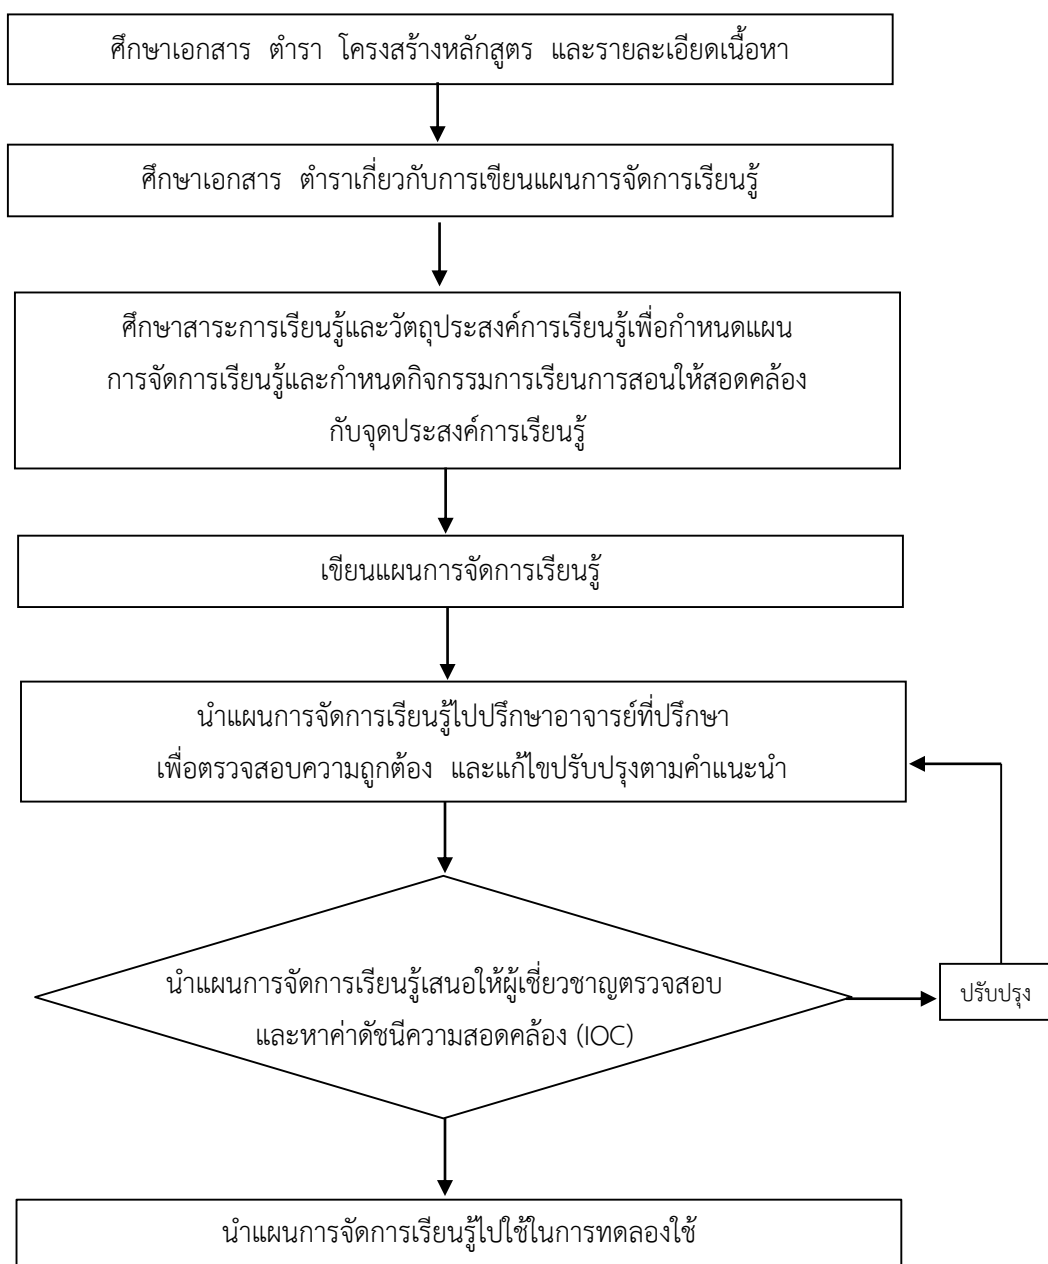 ศึกษาเอกสาร ตำรา โครงสร้างหลักสูตร และรายละเอียดเนื้อหา
ศึกษาเอกสาร ตำราเกี่ยวกับการเขียนแผนการจัดการเรียนรู้
ศึกษาสาระการเรียนรู้และวัตถุประสงค์การเรียนรู้เพื่อกำหนดแผน
การจัดการเรียนรู้และกำหนดกิจกรรมการเรียนการสอนให้สอดคล้อง
กับจุดประสงค์การเรียนรู้
เขียนแผนการจัดการเรียนรู้
นำแผนการจัดการเรียนรู้ไปปรึกษาอาจารย์ที่ปรึกษา
เพื่อตรวจสอบความถูกต้อง และแก้ไขปรับปรุงตามคำแนะนำ
นำแผนการจัดการเรียนรู้เสนอให้ผู้เชี่ยวชาญตรวจสอบ
และหาค่าดัชนีความสอดคล้อง (IOC)
ปรับปรุง
นำแผนการจัดการเรียนรู้ไปใช้ในการทดลองใช้